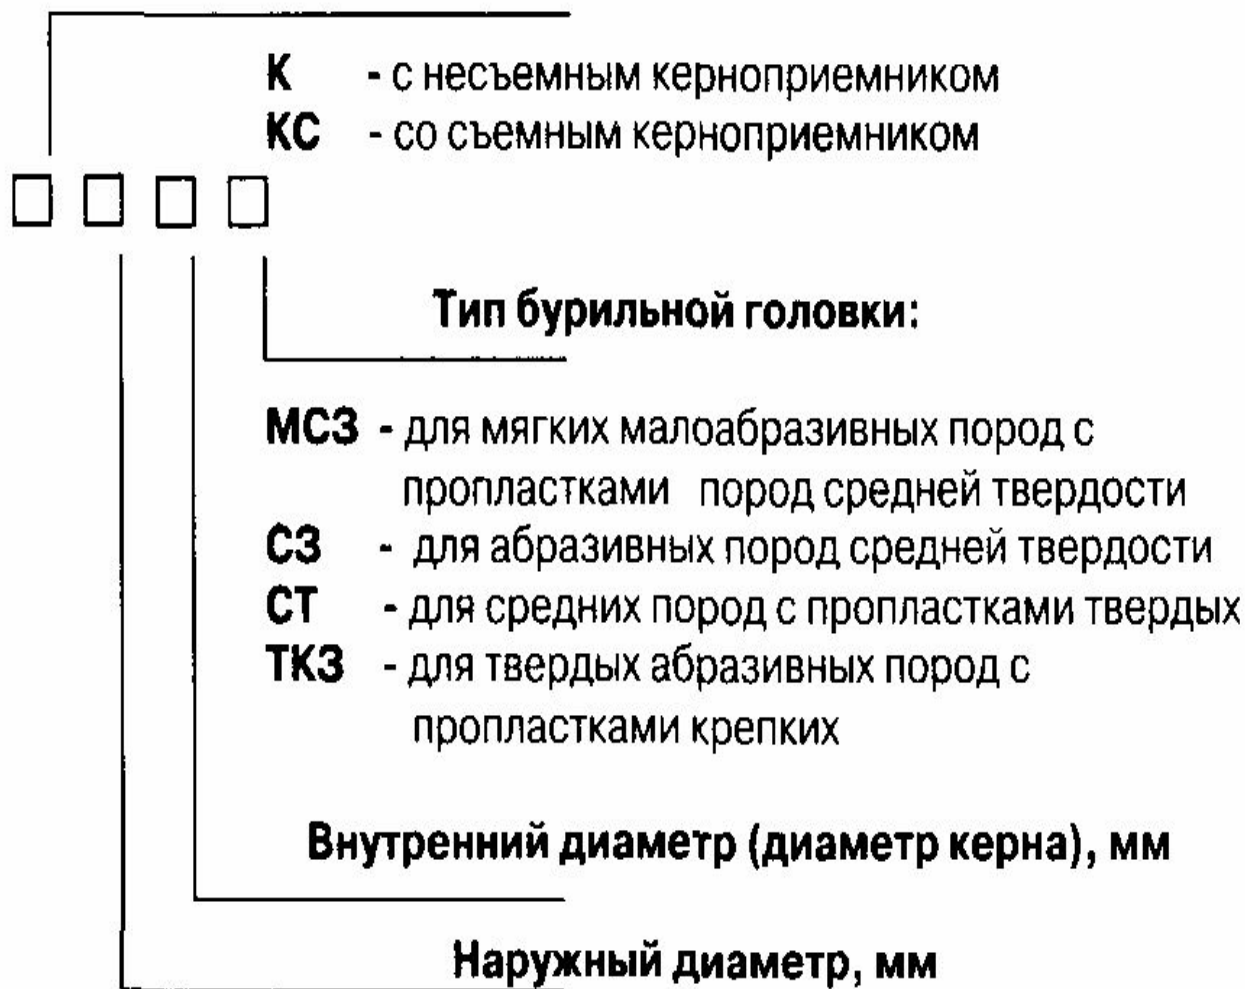 К - с несъемным керноприемником
КС - со съемным керноприемником
Тип бурильной головки:
МСЗ - для мягких малоабразивных пород с
пропластками пород средней твердости
СЗ - для абразивных пород средней твердости
СТ - для средних пород с пропластками твердых
ТКЗ - для твердых абразивных пород с
пропластками крепких
Внутренний диаметр (диаметр керна), мм
Наружный диаметр, мм